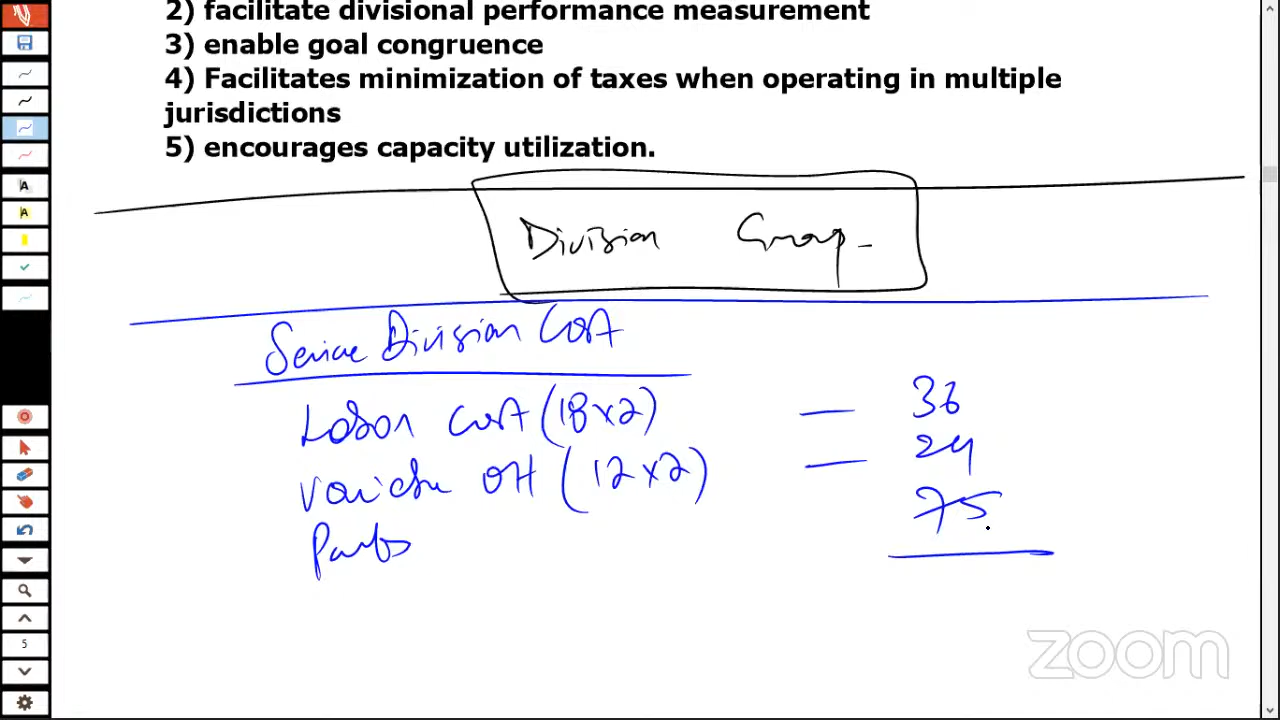 2) facilitate divisional performance measurement
3) enable goal congruence
4) Facilitates minimization of taxes when operating in multiple
jurisdictions
5) encourages capacity utilization.
Division Group-
Service Division Cost
Labor Cost (18x2) — 36
Variable OH (12x2) — 24
Parts 75
zoom
A
A
5